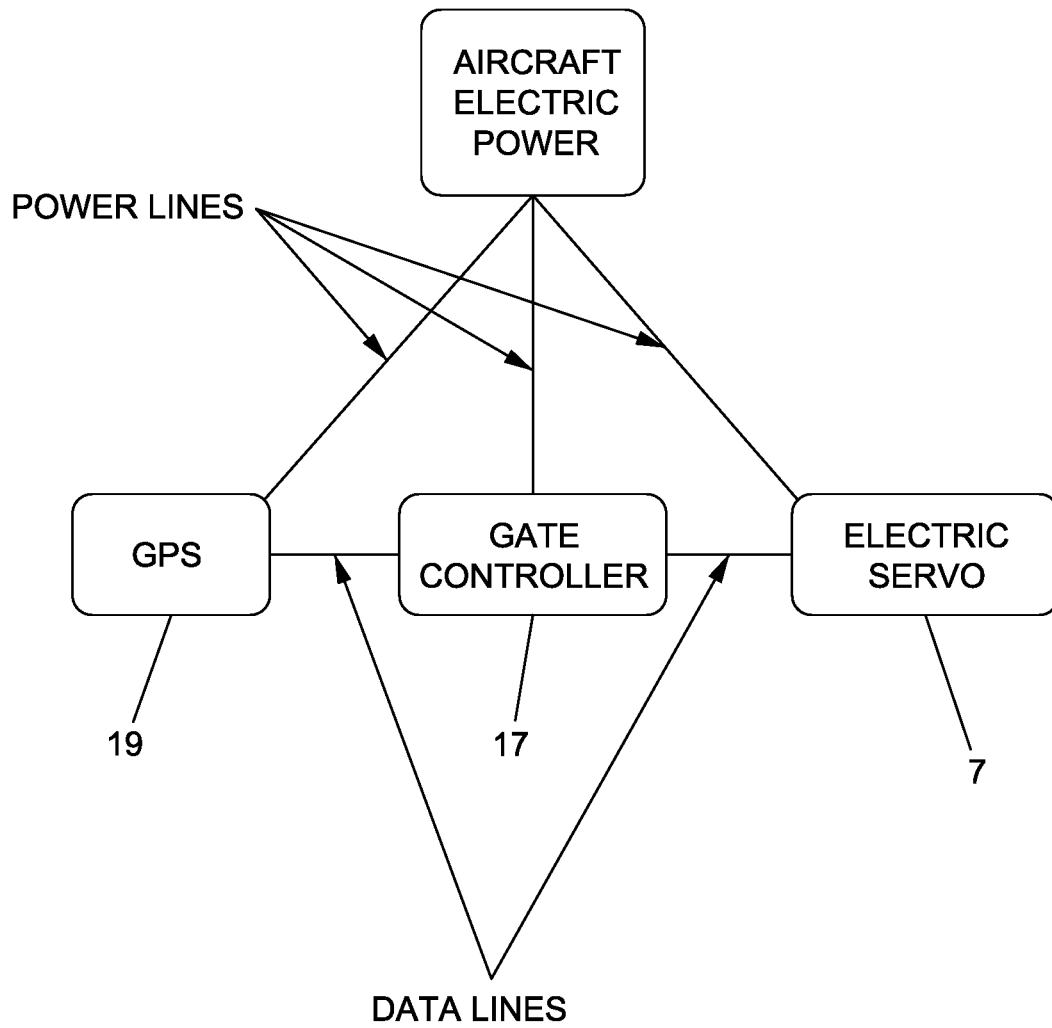 AIRCRAFT
ELECTRIC
POWER
POWER LINES
GPS
GATE
CONTROLLER
ELECTRIC
SERVO
19
17
7
DATA LINES